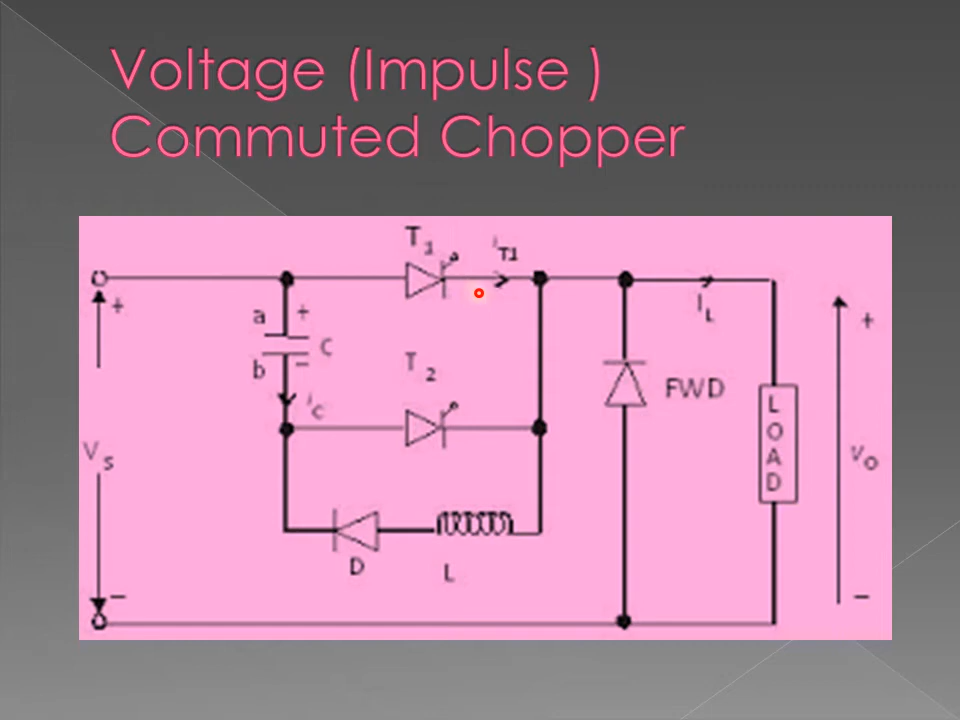 Voltage (Impulse )
Commuted Chopper
T1
iT1
+
a
+
C
b
−
iC
T2
IL
FWD
LOAD
+
vO
VS
D
L
−
−